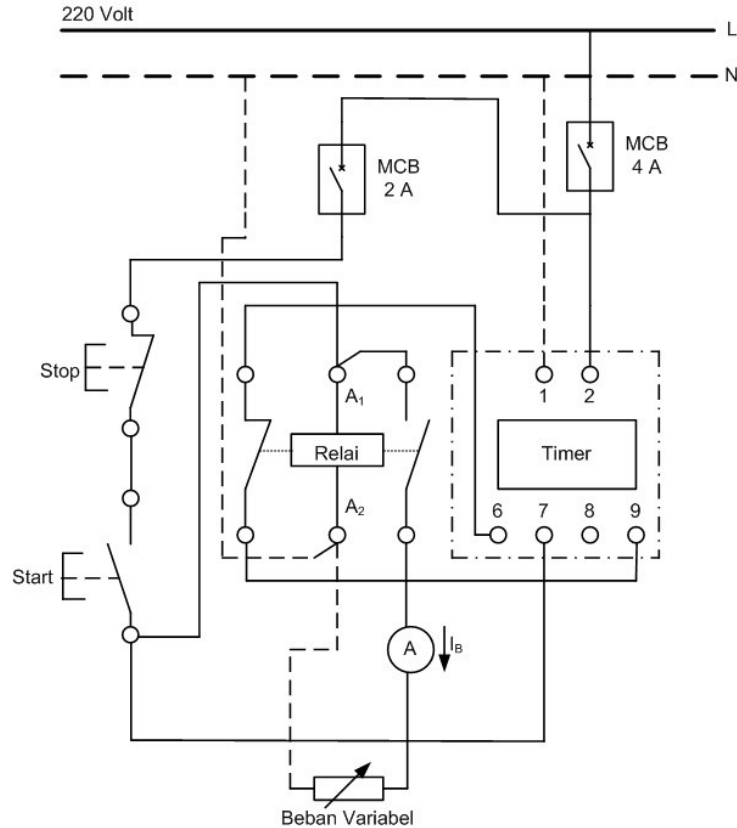 220 Volt
L
N
MCB
2 A
MCB
4 A
Stop
A₁
1
2
Relai
Timer
A₂
6
7
8
9
Start
A
I_B
Beban Variabel